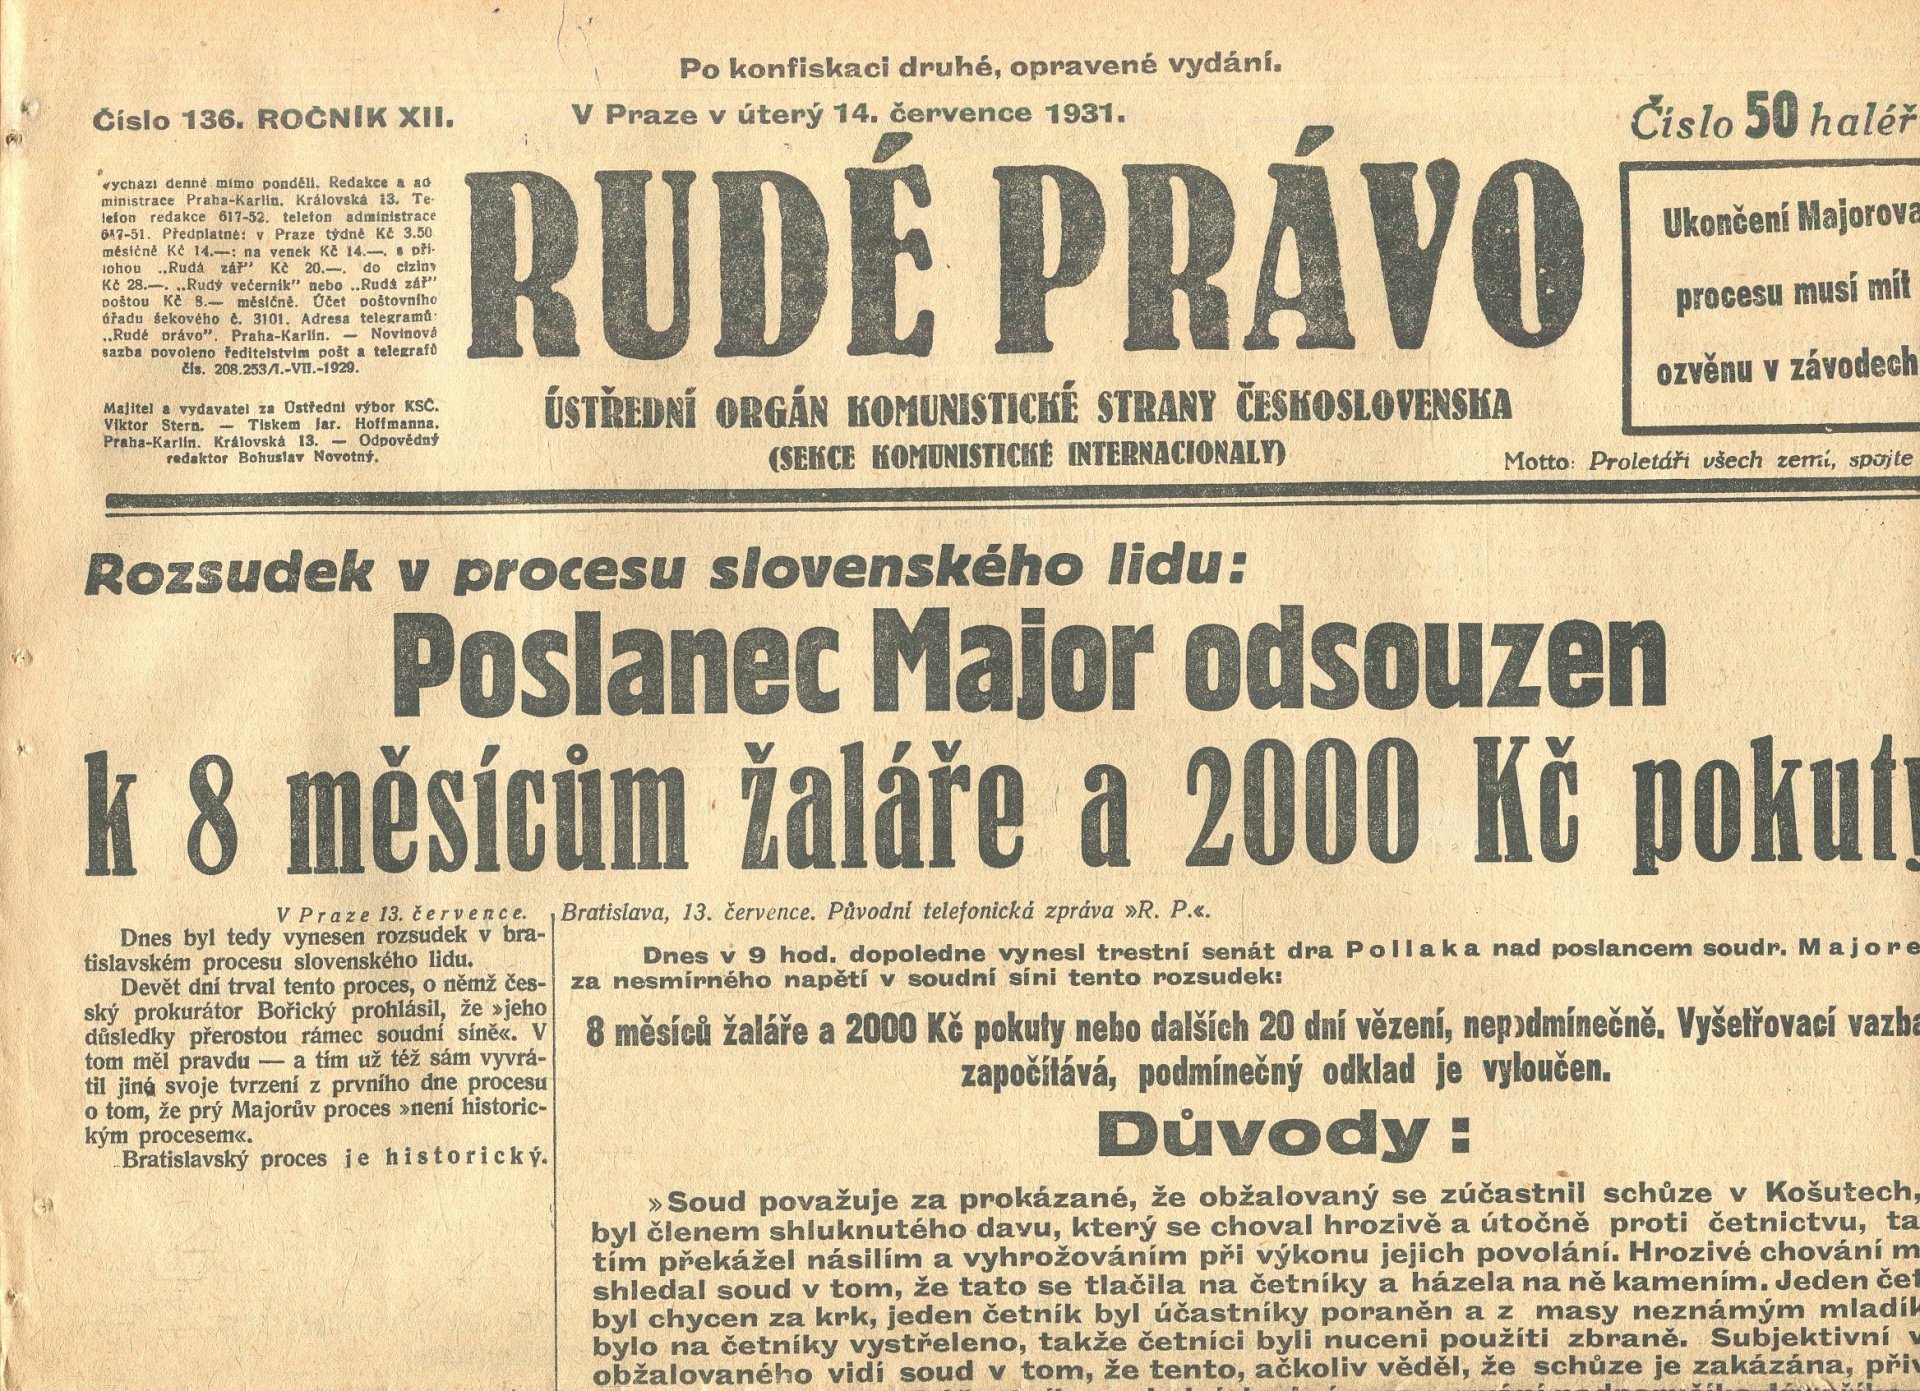 Po konfiskaci druhé, opravené vydání.
Číslo 136. ROČNÍK XII.
V Praze v úterý 14. července 1931.
Číslo 50 haléř
vychází denně mimo pondělí. Redakce a ad-
ministrace Praha-Karlín. Královská 13. Te-
lefon redakce 617-52. telefon administrace
617-51. Předplatné: v Praze týdně Kč 3.50
měsíčně Kč 14.—: na venek Kč 14.—. s pří-
lohou „Rudá zář" Kč 20.—. do ciziny
Kč 28.—. „Rudý večerník" nebo „Rudá zář"
poštou Kč 8.— měsíčně. Účet poštovního
úřadu šekového č. 3101. Adresa telegramů:
„Rudé právo". Praha-Karlín. — Novinová
sazba povoleno ředitelstvím pošt a telegrafů
čís. 208.253/I.-VII.-1929.
Majitel a vydavatel za Ústřední výbor KSČ.
Viktor Stern. — Tiskem Jar. Hoffmanna.
Praha-Karlín. Královská 13. — Odpovědný
redaktor Bohuslav Novotný.
RUDÉ PRÁVO
ÚSTŘEDNÍ ORGÁN KOMUNISTICKÉ STRANY ČESKOSLOVENSKA
(SEKCE KOMUNISTICKÉ INTERNACIONALY)
Ukončení Majorova
procesu musí mít
ozvěnu v závodech
Motto: Proletáři všech zemí, spojte
Rozsudek v procesu slovenského lidu:
Poslanec Major odsouzen
k 8 měsícům žaláře a 2000 Kč pokuty
V Praze 13. července.
Dnes byl tedy vynesen rozsudek v bra-
tislavském procesu slovenského lidu.
Devět dní trval tento proces, o němž čes-
ský prokurátor Bořický prohlásil, že »jeho
důsledky přerostou rámec soudní síně«. V
tom měl pravdu — a tím už též sám vyvrá-
til jiná svoje tvrzení z prvního dne procesu
o tom, že prý Majorův proces »není historic-
kým procesem«.
Bratislavský proces je historický.
Bratislava, 13. července. Původní telefonická zpráva »R. P.«.
Dnes v 9 hod. dopoledne vynesl trestní senát dra Pollaka nad poslancem soudr. Majore
za nesmírného napětí v soudní síni tento rozsudek:
8 měsíců žaláře a 2000 Kč pokuty nebo dalších 20 dní vězení, nepodmínečně. Vyšetřovací vazba
započítává, podmínečný odklad je vyloučen.
Důvody:
»Soud považuje za prokázané, že obžalovaný se zúčastnil schůze v Košutech,
byl členem shluknutého davu, který se choval hrozivě a útočně proti četnictvu, ta
tím překážel násilím a vyhrožováním při výkonu jejich povolání. Hrozivé chování m
shledal soud v tom, že tato se tlačila na četníky a házela na ně kamením. Jeden čet
byl chycen za krk, jeden četník byl účastníky poraněn a z masy neznámým mladík
bylo na četníky vystřeleno, takže četníci byli nuceni použíti zbraně. Subjektivní v
obžalovaného vidí soud v tom, že tento, ačkoliv věděl, že schůze je zakázána, přiv